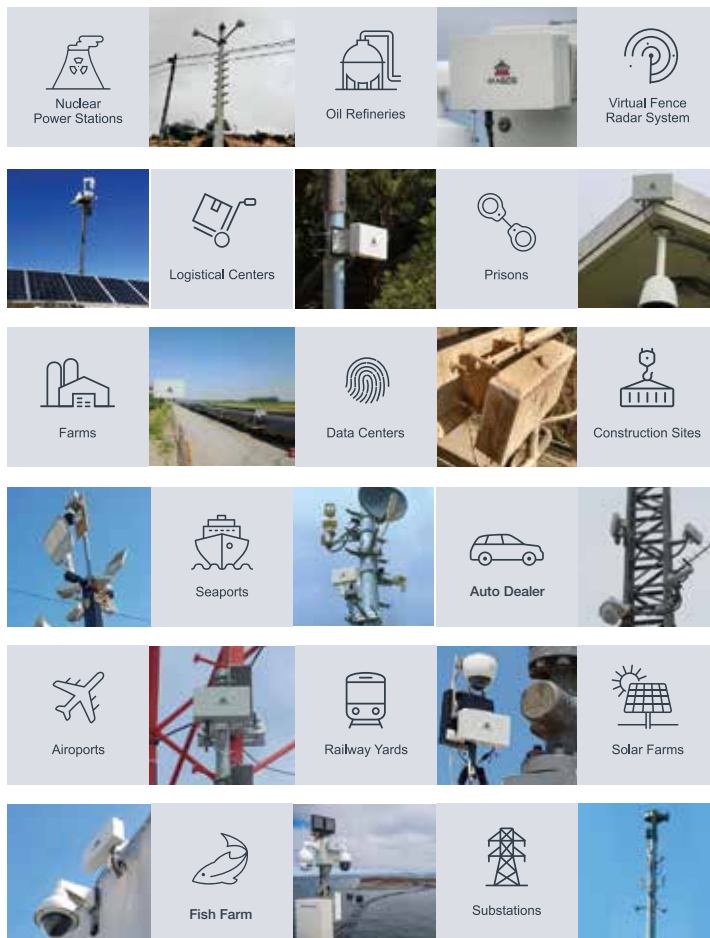 Nuclear
Power Stations
Oil Refineries
Virtual Fence
Radar System
Logistical Centers
Prisons
Farms
Data Centers
Construction Sites
Seaports
Auto Dealer
Airoports
Railway Yards
Solar Farms
Fish Farm
Substations